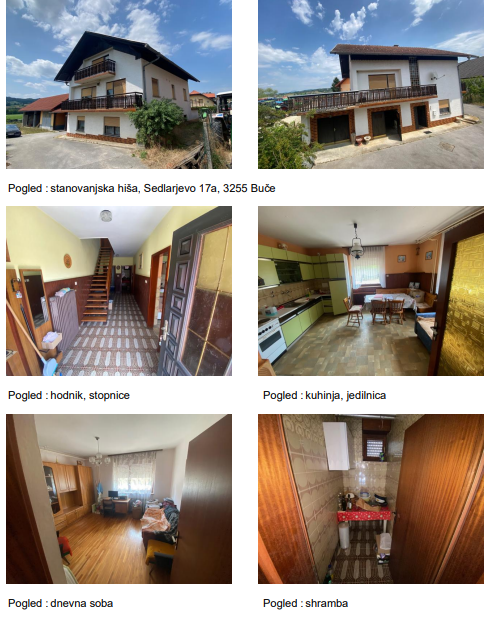 Pogled : stanovanjska hiša, Sedlarjevo 17a, 3255 Buče
Pogled : hodnik, stopnice
Pogled : kuhinja, jedilnica
Pogled : dnevna soba
Pogled : shramba